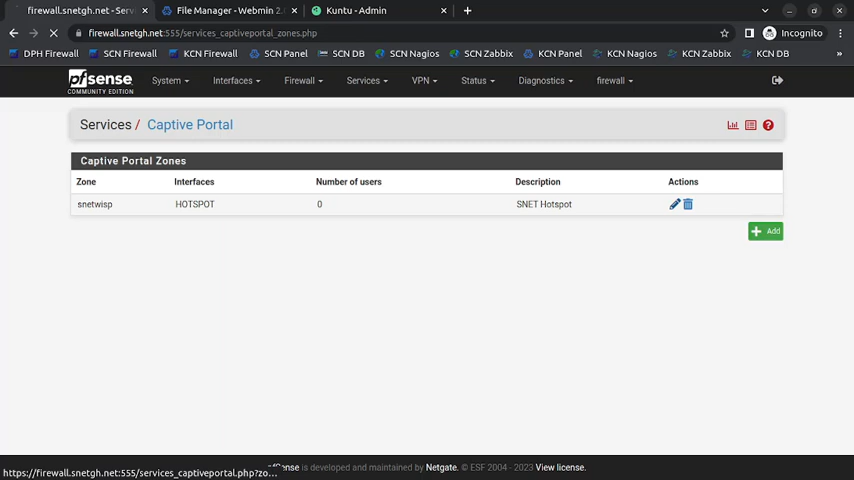 firewall.snetgh.net - Servi
File Manager - Webmin 2.
Kuntu - Admin
firewall.snetgh.net:555/services_captiveportal_zones.php
Incognito
DPH Firewall
SCN Firewall
KCN Firewall
SCN Panel
SCN DB
SCN Nagios
SCN Zabbix
KCN Panel
KCN Nagios
KCN Zabbix
KCN DB
»
pfsense
COMMUNITY EDITION
System
Interfaces
Firewall
Services
VPN
Status
Diagnostics
firewall
Services / Captive Portal
Captive Portal Zones
Zone Interfaces Number of users Description Actions
snetwisp HOTSPOT 0 SNET Hotspot
Add
https://firewall.snetgh.net:555/services_captiveportal.php?zo...
pfSense is developed and maintained by Netgate. © ESF 2004 - 2023 View license.